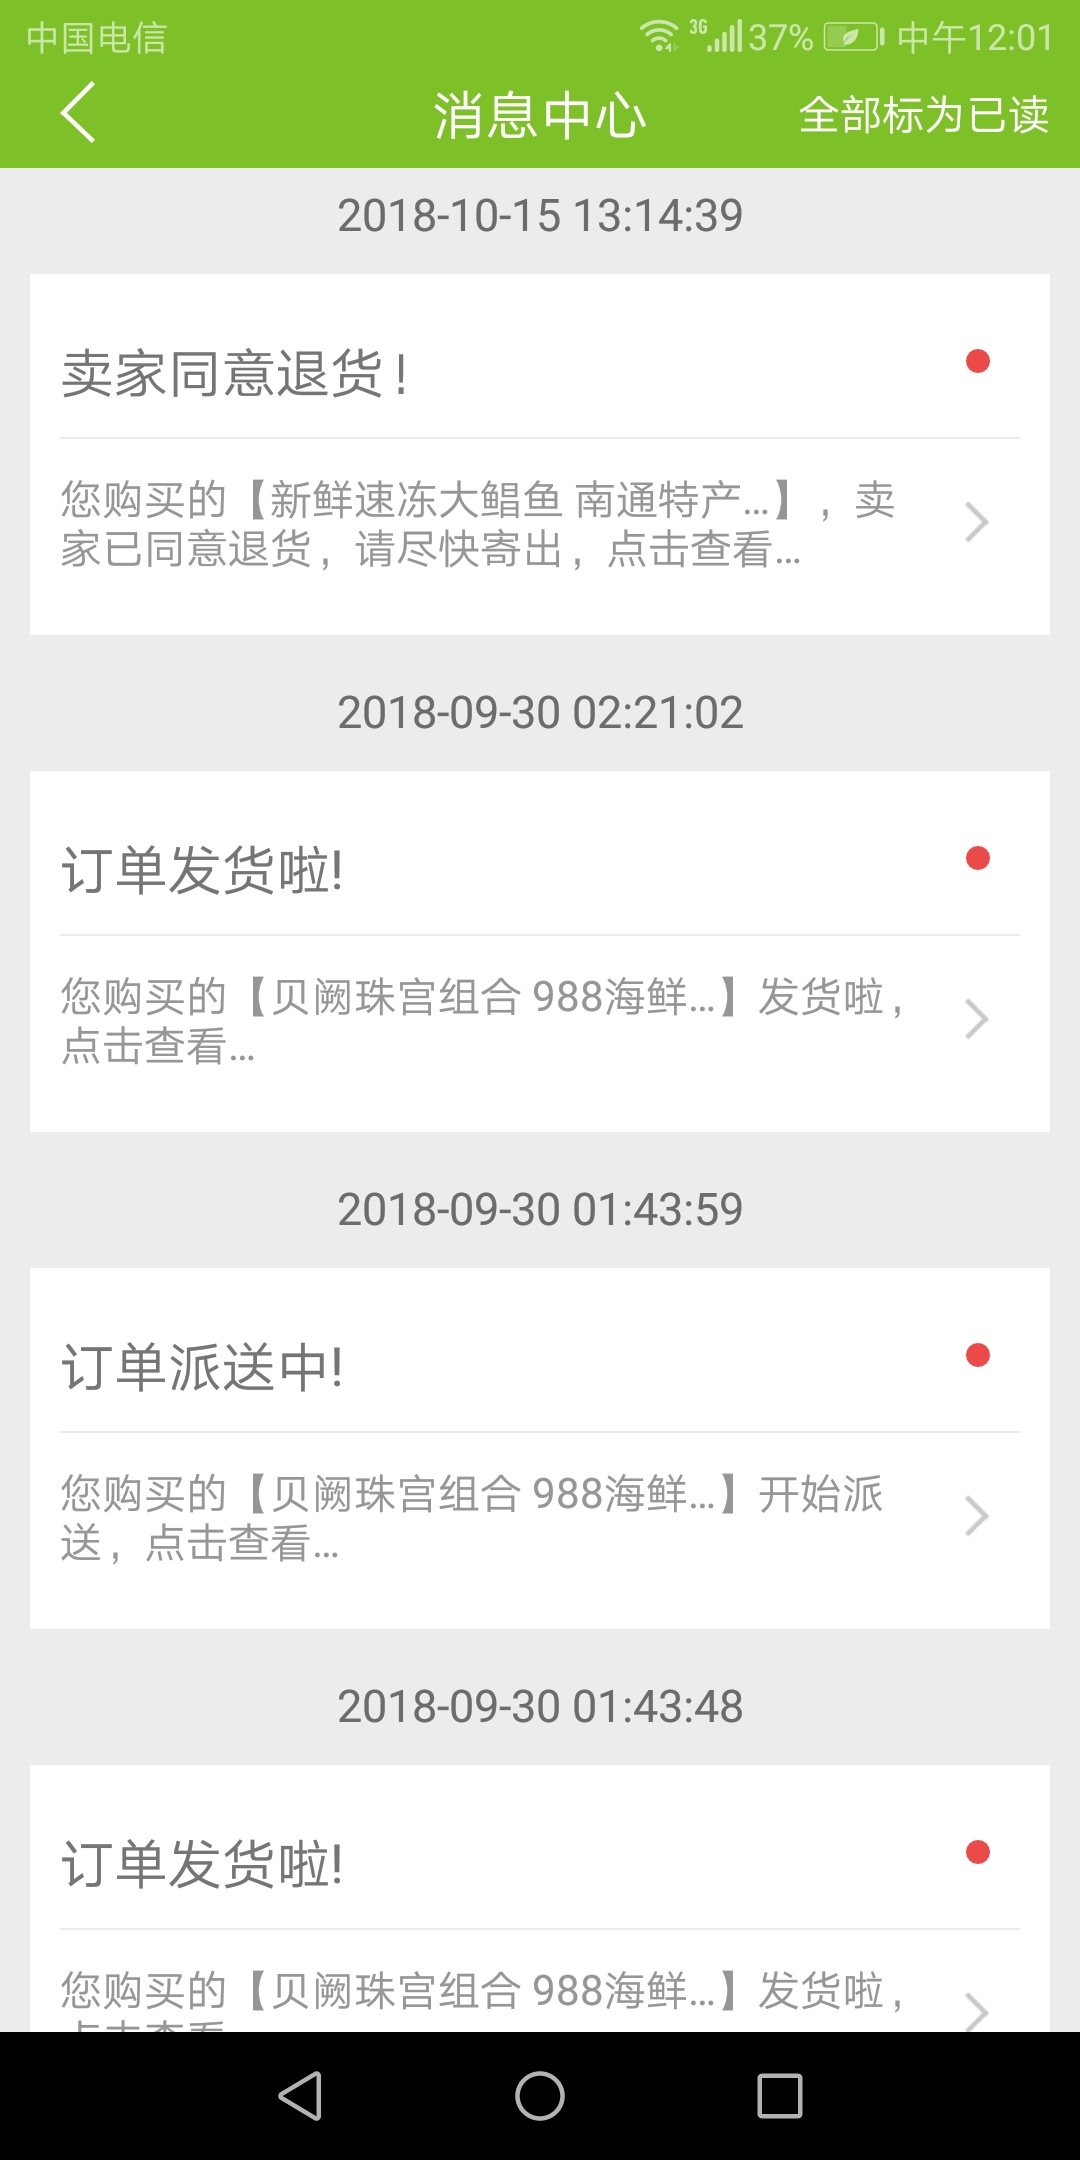 中国电信 3G 37% 中午12:01
消息中心 全部标为已读
2018-10-15 13:14:39
卖家同意退货!
您购买的【新鲜速冻大鲳鱼 南通特产...】，卖
家已同意退货，请尽快寄出，点击查看...
2018-09-30 02:21:02
订单发货啦!
您购买的【贝阙珠宫组合 988海鲜...】发货啦，
点击查看...
2018-09-30 01:43:59
订单派送中!
您购买的【贝阙珠宫组合 988海鲜...】开始派
送，点击查看...
2018-09-30 01:43:48
订单发货啦!
您购买的【贝阙珠宫组合 988海鲜...】发货啦，